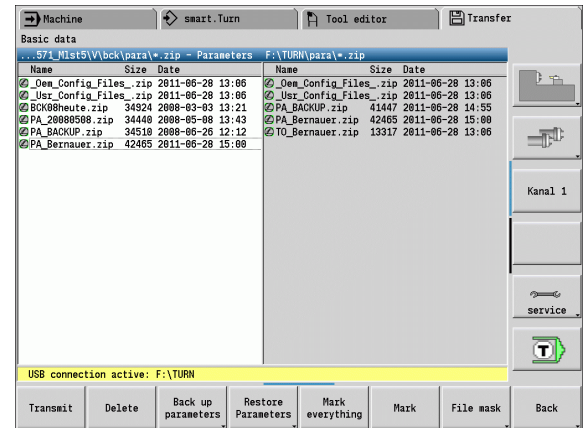 Machine smart.Turn Tool editor Transfer
Basic data
...571_Mlst5\V\bck\para\*.zip - Parameters F:\TURN\para\*.zip
Name Size Date Name Size Date
_Oem_Config_Files_.zip 2011-06-28 13:06 _Oem_Config_Files_.zip 2011-06-28 13:06
_Usr_Config_Files_.zip 2011-06-28 13:06 _Usr_Config_Files_.zip 2011-06-28 13:06
BCK08heute.zip 34924 2008-03-03 13:21 PA_BACKUP.zip 41447 2011-06-28 14:55
PA_20080508.zip 34440 2008-05-08 13:43 PA_Bernauer.zip 42465 2011-06-28 15:00
PA_BACKUP.zip 34510 2008-06-26 12:12 TO_Bernauer.zip 13317 2011-06-28 13:06
PA_Bernauer.zip 42465 2011-06-28 15:00
Kanal 1
service
T
USB connection active: F:\TURN
Transmit Delete Back up parameters Restore Parameters Mark everything Mark File mask Back